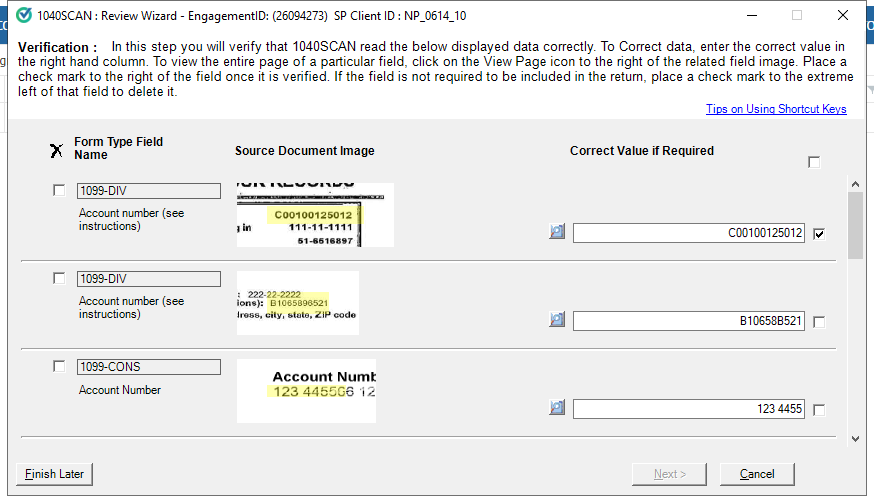 1040SCAN : Review Wizard - EngagementID: (26094273) SP Client ID : NP_0614_10
Verification : In this step you will verify that 1040SCAN read the below displayed data correctly. To Correct data, enter the correct value in
the right hand column. To view the entire page of a particular field, click on the View Page icon to the right of the related field image. Place a
check mark to the right of the field once it is verified. If the field is not required to be included in the return, place a check mark to the extreme
left of that field to delete it.
Tips on Using Shortcut Keys
X Form Type Field
Name
Source Document Image
Correct Value if Required
1099-DIV
Account number (see
instructions)
C00100125012
g in 111-11-1111
51-6516897
C00100125012
1099-DIV
Account number (see
instructions)
: 222-22-2222
ions): B1065896521
lress, city, state, ZIP code
B10658B521
1099-CONS
Account Number
Account Numb
123 445566 12
123 4455
Finish Later
Next >
Cancel